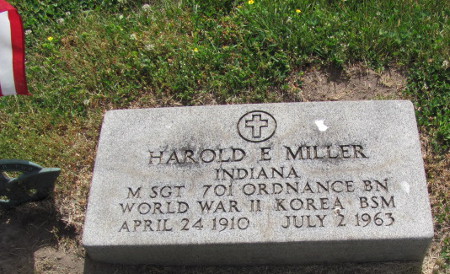 HAROLD E MILLER
INDIANA
M SGT 701 ORDNANCE BN
WORLD WAR II KOREA BSM
APRIL 24 1910 JULY 2 1963